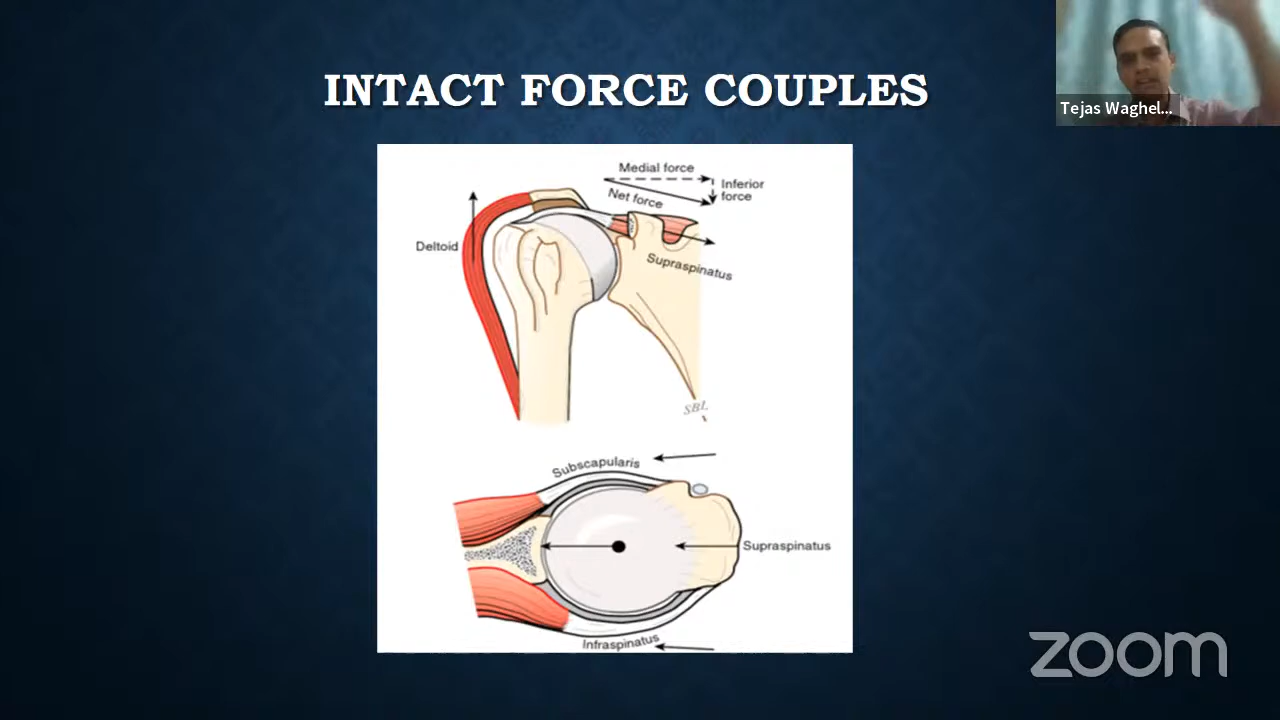 INTACT FORCE COUPLES
Tejas Waghel...
Medial force
Inferior
force
Net force
Deltoid
Supraspinatus
SBL
Subscapularis
Supraspinatus
Infraspinatus
zoom